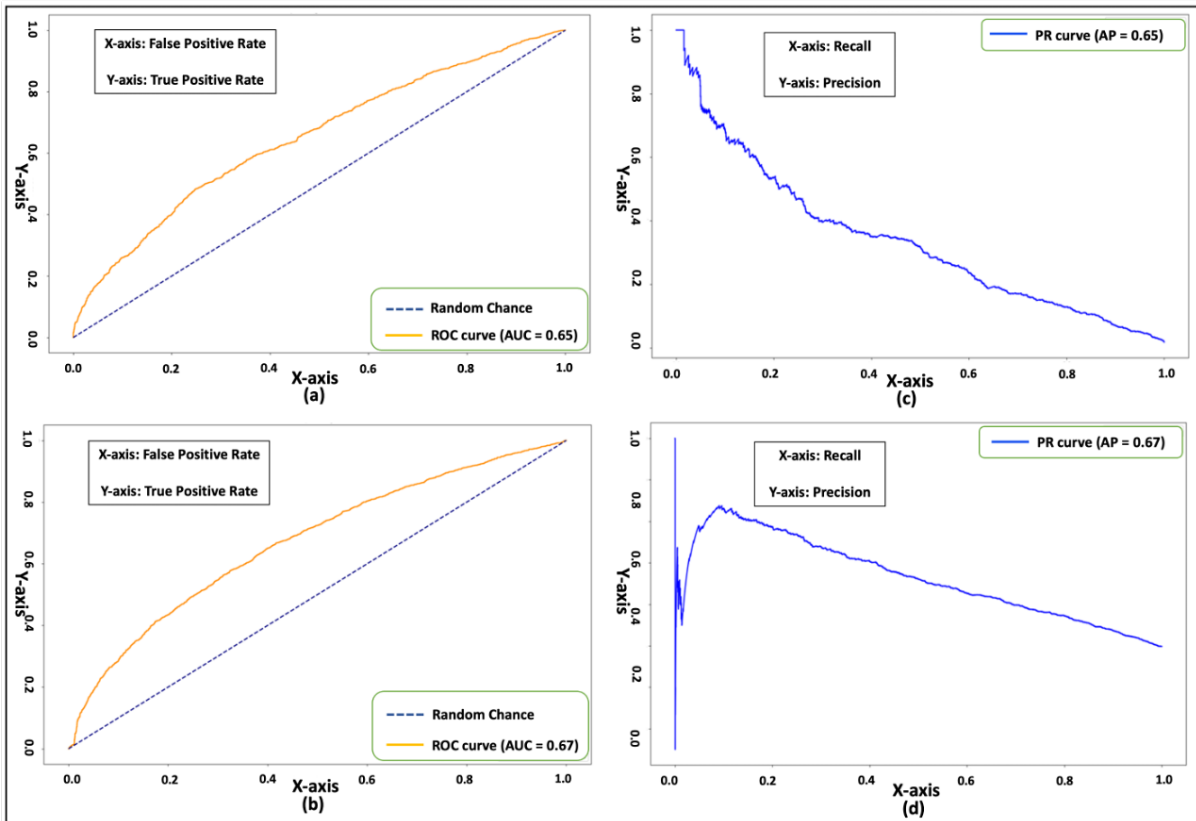 X-axis: False Positive Rate
Y-axis: True Positive Rate
Y-axis
1.0
0.8
0.6
0.4
0.2
0.0
Random Chance
ROC curve (AUC = 0.65)
0.0 0.2 0.4 0.6 0.8 1.0
X-axis
(a)
PR curve (AP = 0.65)
X-axis: Recall
Y-axis: Precision
Y-axis
1.0
0.8
0.6
0.4
0.2
0.0
0.0 0.2 0.4 0.6 0.8 1.0
X-axis
(c)
X-axis: False Positive Rate
Y-axis: True Positive Rate
Y-axis
1.0
0.8
0.6
0.4
0.2
0.0
Random Chance
ROC curve (AUC = 0.67)
0.0 0.2 0.4 0.6 0.8 1.0
X-axis
(b)
PR curve (AP = 0.67)
X-axis: Recall
Y-axis: Precision
Y-axis
1.0
0.8
0.6
0.4
0.2
0.0
0.0 0.2 0.4 0.6 0.8 1.0
X-axis
(d)